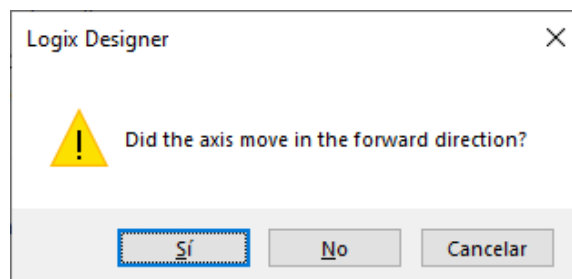 Logix Designer
Did the axis move in the forward direction?
Sí No Cancelar